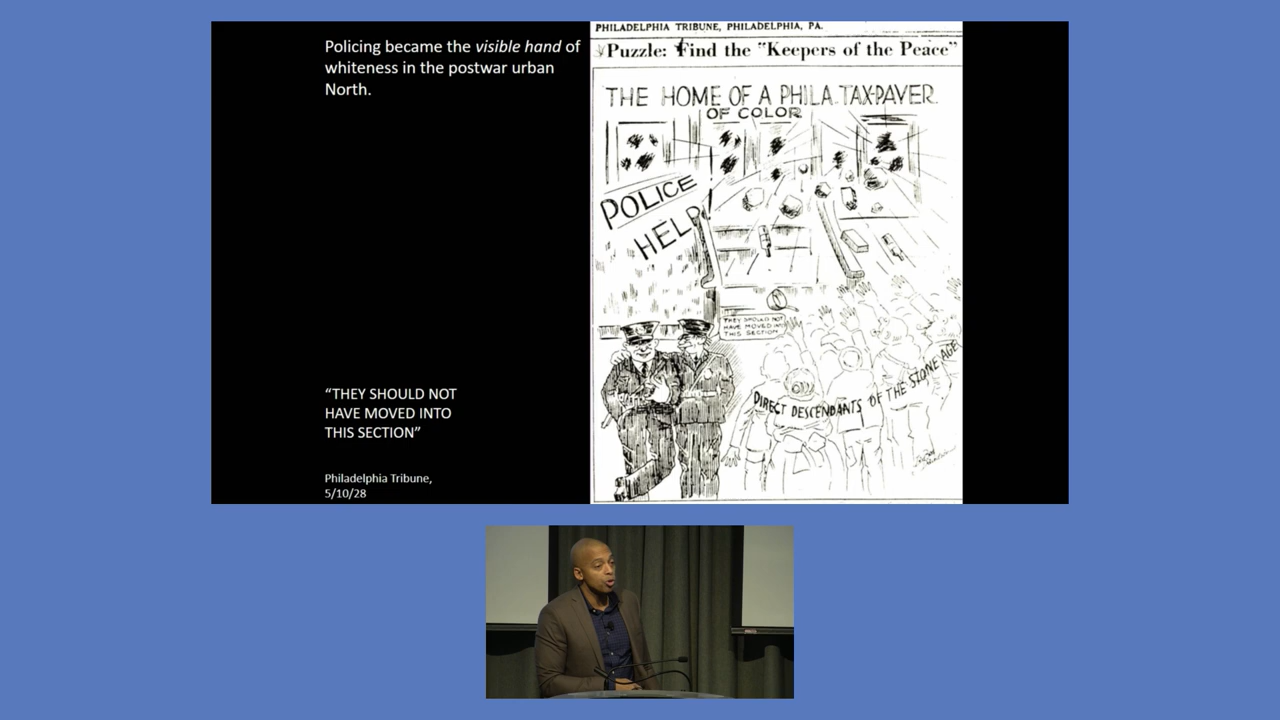 Policing became the visible hand of
whiteness in the postwar urban
North.
“THEY SHOULD NOT
HAVE MOVED INTO
THIS SECTION”
Philadelphia Tribune,
5/10/28
PHILADELPHIA TRIBUNE, PHILADELPHIA, PA.
Puzzle: Find the "Keepers of the Peace"
THE HOME OF A PHILA. TAX-PAYER
OF COLOR
POLICE
HELP!
THEY SHOULD NOT
HAVE MOVED INTO
THIS SECTION
DIRECT DESCENDANTS OF THE STONE AGE